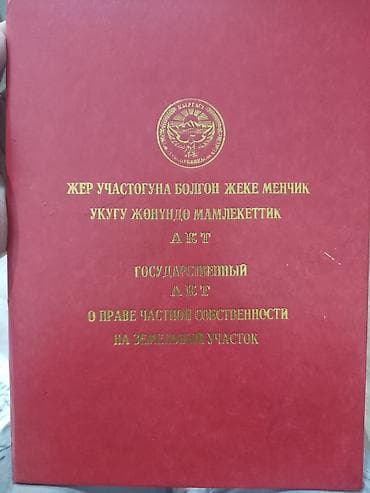 ЖЕР УЧАСТОГУНА БОЛГОН ЖЕКЕ МЕНЧИК
УКУГУ ЖӨНҮНДӨ МАМЛЕКЕТТИК
АКТ
ГОСУДАРСТВЕННЫЙ
АКТ
О ПРАВЕ ЧАСТНОЙ СОБСТВЕННОСТИ
НА ЗЕМЕЛЬНЫЙ УЧАСТОК